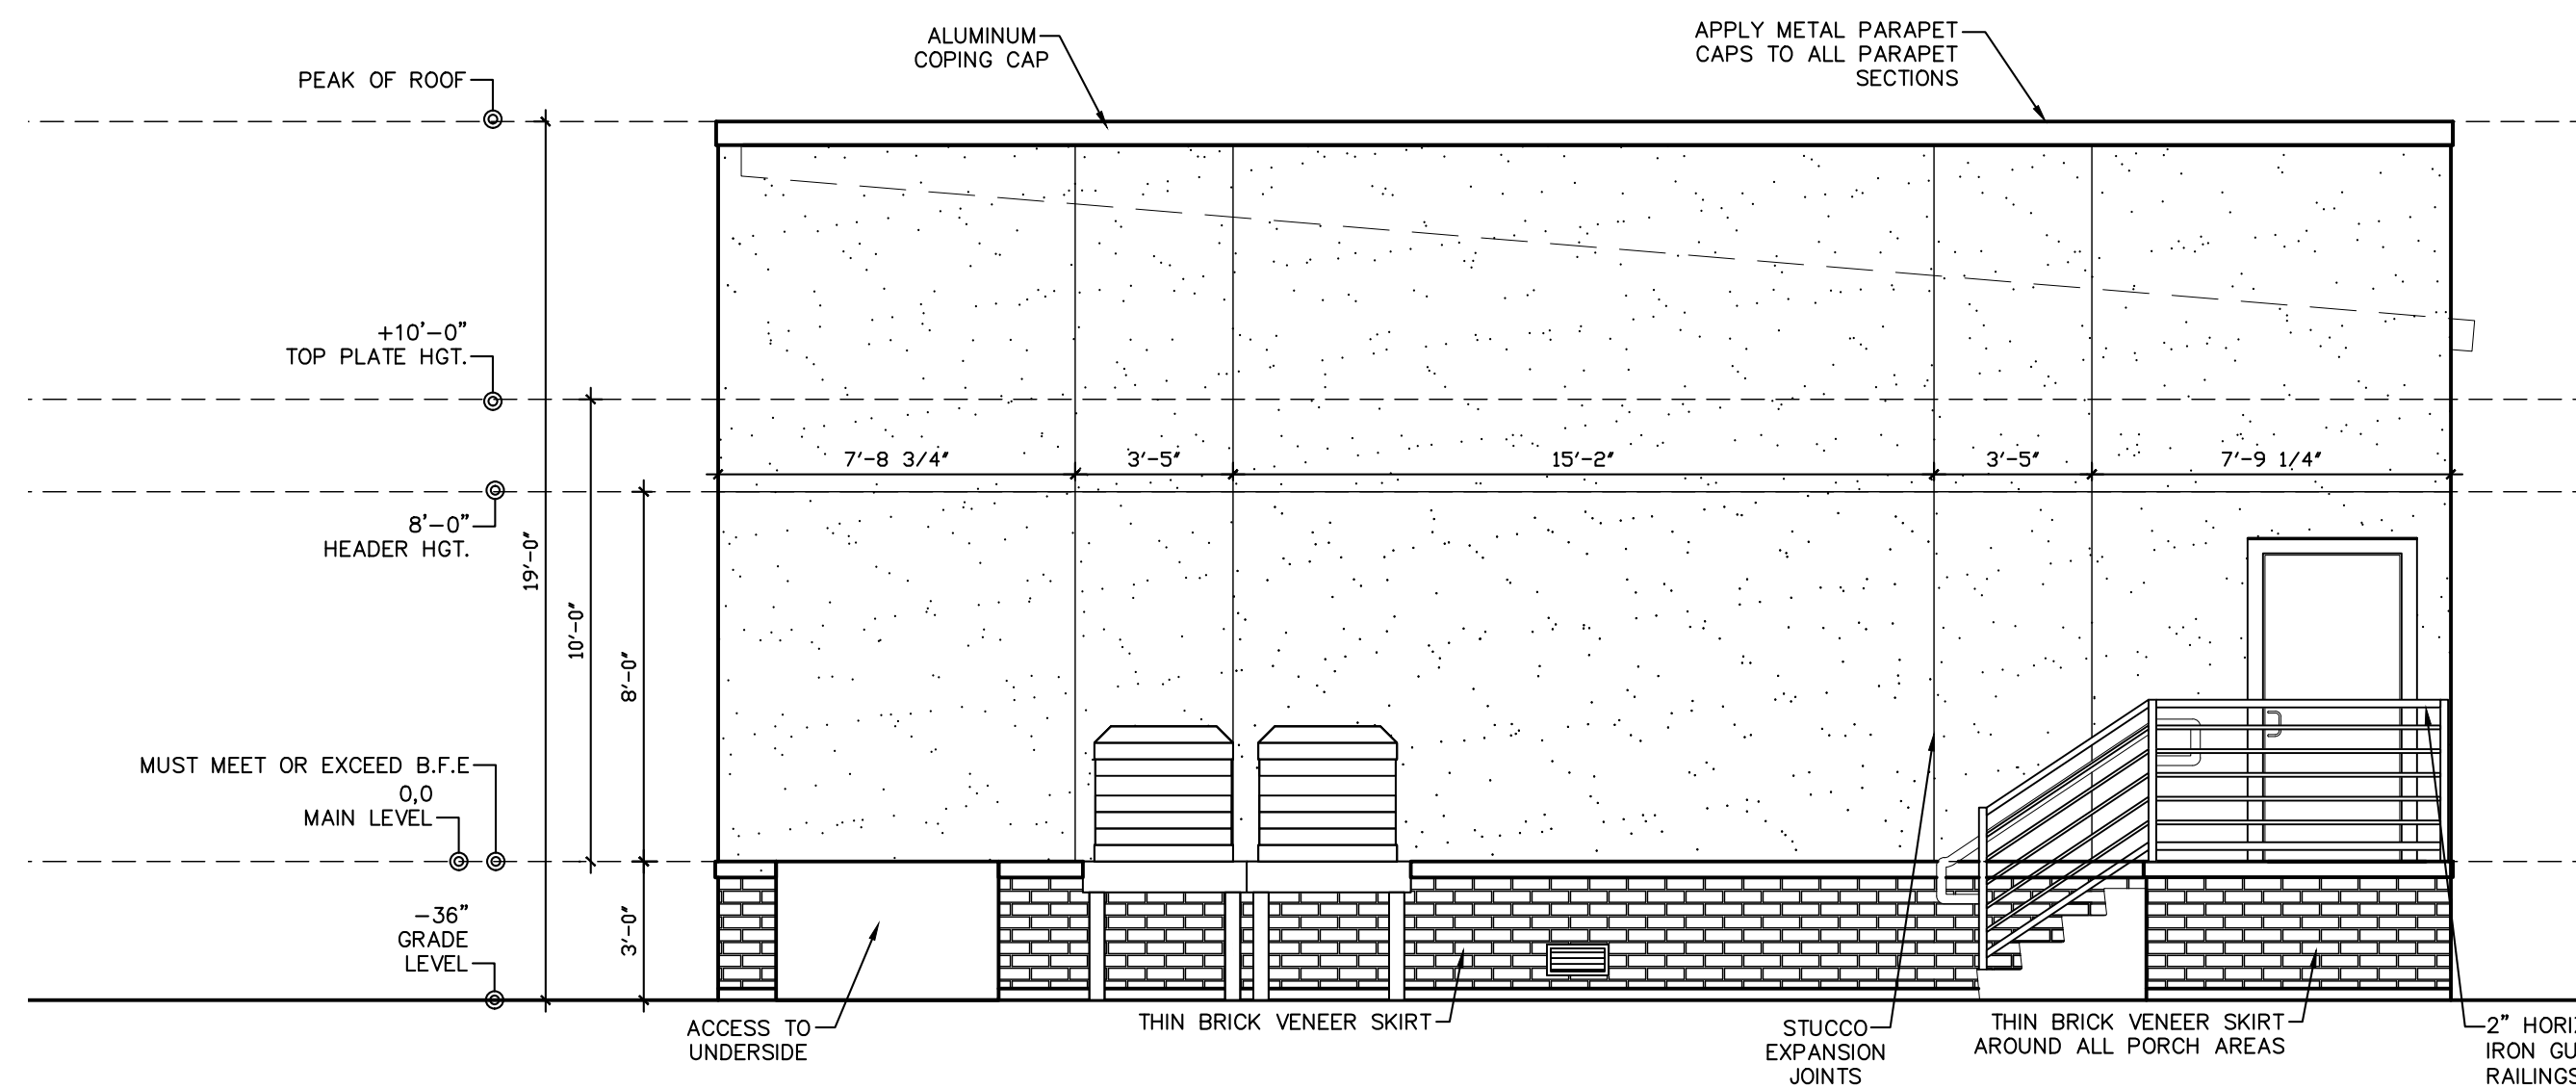 ALUMINUM
COPING CAP
APPLY METAL PARAPET
CAPS TO ALL PARAPET
SECTIONS
PEAK OF ROOF
+10'-0"
TOP PLATE HGT.
7'-8 3/4"
3'-5"
15'-2"
3'-5"
7'-9 1/4"
8'-0"
HEADER HGT.
19'-0"
10'-0"
8'-0"
MUST MEET OR EXCEED B.F.E
0,0
MAIN LEVEL
-36"
GRADE
LEVEL
3'-0"
ACCESS TO
UNDERSIDE
THIN BRICK VENEER SKIRT
STUCCO
EXPANSION
JOINTS
THIN BRICK VENEER SKIRT
AROUND ALL PORCH AREAS
2"
IRON
RAILINGS